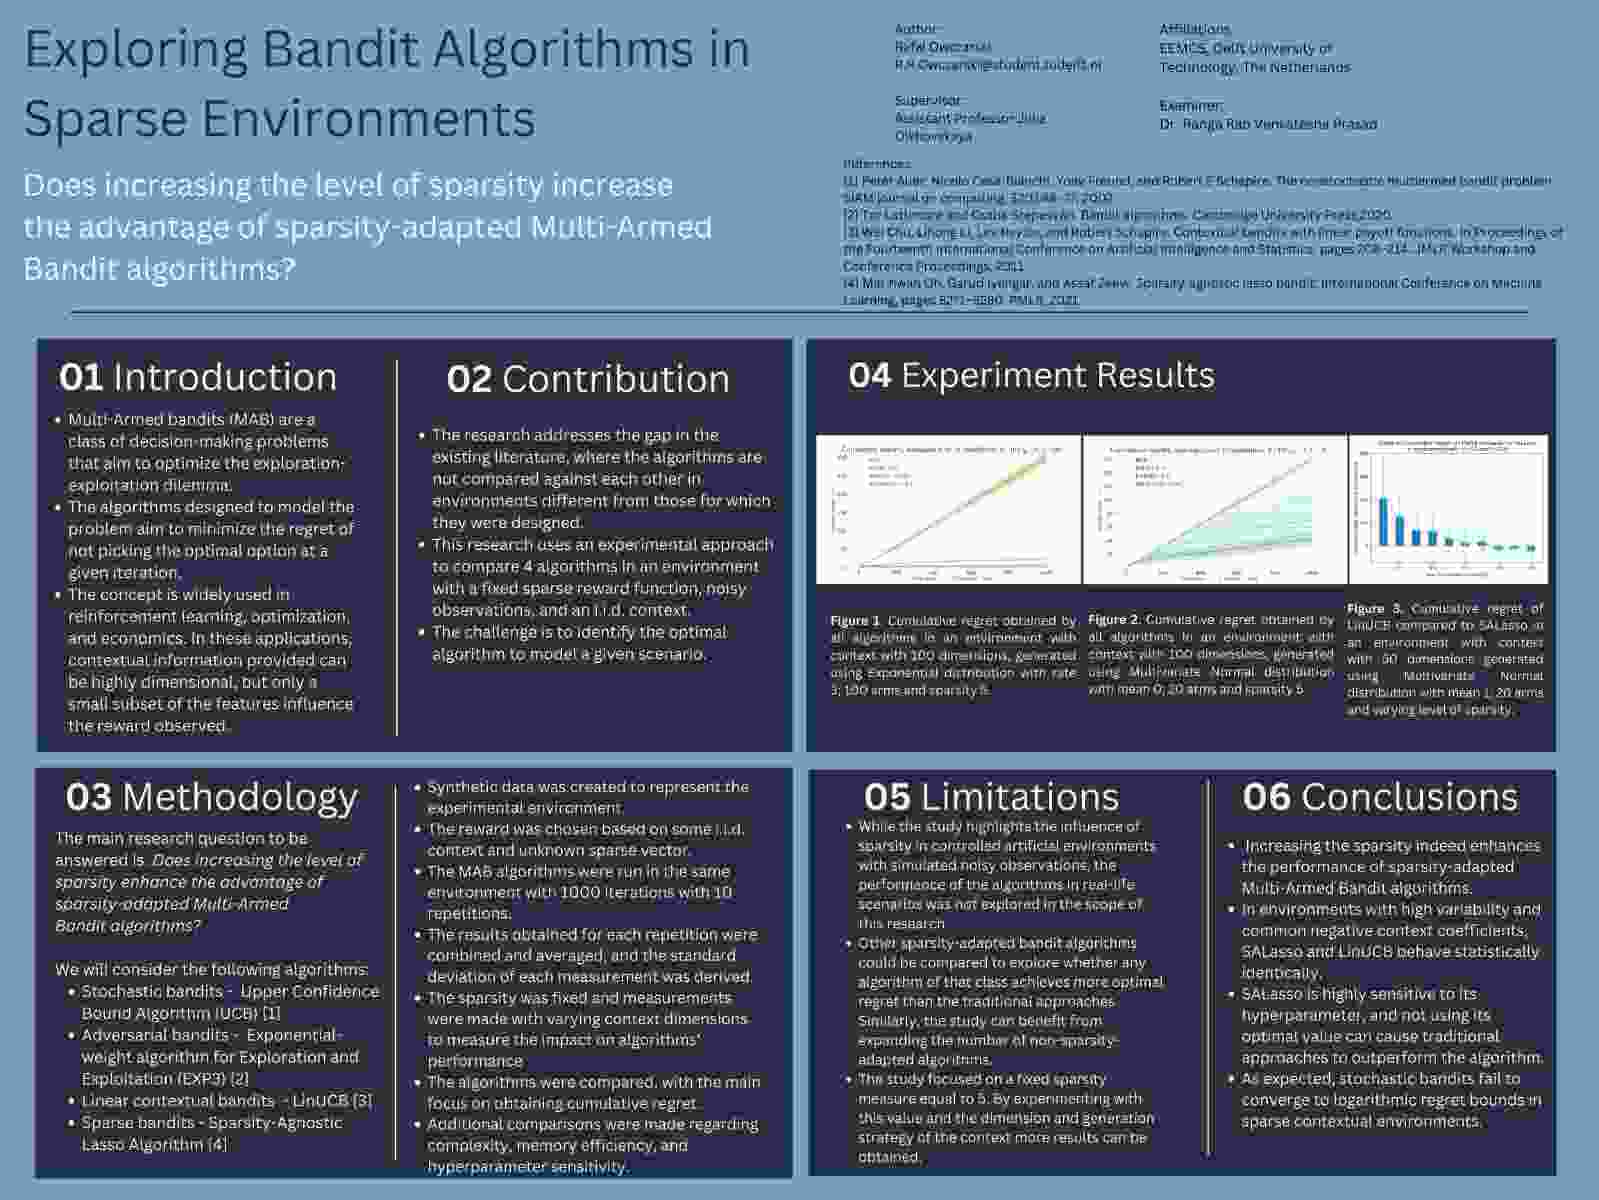 Exploring Bandit Algorithms in
Sparse Environments
Does increasing the level of sparsity increase
the advantage of sparsity-adapted Multi-Armed
Bandit algorithms?
Author:
Supervisor:
Assistant Professor Julia
Olkhovskaya
Affiliations
EEMCS, Delft University of
Technology, The Netherlands
Examiner:
Dr. Ranga Rao Venkatesha Prasad
References:
[1] Peter Auer, Nicolo Cesa-Bianchi, Yoav Freund, and Robert E Schapire. The nonstochastic multiarmed bandit problem.
SIAM journal on computing,
[2] Tor Lattimore and Csaba Szepesvári. Bandit algorithms. Cambridge University Press, 2020.
[3] Wei Chu, Lihong Li, Lev Reyzin, and Robert Schapire. Contextual bandits with linear payoff functions. In Proceedings of
the Fourteenth International Conference on Artificial Intelligence and Statistics, pages 208-214. JMLR Workshop and
Conference Proceedings, 2011.
[4] Min-hwan Oh, Garud Iyengar, and Assaf Zeevi. Sparsity-agnostic lasso bandit. International Conference on Machine
Learning, pages 8271-8280. PMLR, 2021.
01 Introduction
• Multi-Armed bandits (MAB) are a
class of decision-making problems
that aim to optimize the exploration-
exploitation dilemma.
• The algorithms designed to model the
problem aim to minimize the regret of
not picking the optimal option at a
given iteration.
• The concept is widely used in
reinforcement learning, optimization,
and economics. In these applications,
contextual information provided can
be highly dimensional, but only a
small subset of the features influence
the reward observed.
02 Contribution
• The research addresses the gap in the
existing literature, where the algorithms are
not compared against each other in
environments different from those for which
they were designed.
• This research uses an experimental approach
to compare 4 algorithms in an environment
with a fixed sparse reward function, noisy
observations, and an i.i.d. context.
• The challenge is to identify the optimal
algorithm to model a given scenario.
03 Methodology
The main research question to be
answered is Does increasing the level of
sparsity enhance the advantage of
sparsity-adapted Multi-Armed
Bandit algorithms?
We will consider the following algorithms:
• Stochastic bandits - Upper Confidence
Bound Algorithm (UCB) [1]
• Adversarial bandits - Exponential-
weight algorithm for Exploration and
Exploitation (EXP3) [2]
• Linear contextual bandits - LinUCB [3]
• Sparse bandits - Sparsity-Agnostic
Lasso Algorithm [4]
• Synthetic data was created to represent the
experimental environment.
• The reward was chosen based on some i.i.d.
context and unknown sparse vector.
• The MAB algorithms were run in the same
environment with 1000 iterations with 10
repetitions.
• The results obtained for each repetition were
combined and averaged, and the standard
deviation of each measurement was derived.
• The sparsity was fixed and measurements
were made with varying context dimensions
to measure the impact on algorithms'
performance
• The algorithms were compared, with the main
focus on obtaining cumulative regret.
• Additional comparisons were made regarding
complexity, memory efficiency, and
hyperparameter sensitivity.
04 Experiment Results
Figure 1. Cumulative regret obtained by
all algorithms in an environment with
context with 100 dimensions, generated
using Exponential distribution with rate
3; 100 arms and sparsity 5.
Figure 2. Cumulative regret obtained by
all algorithms in an environment with
context with 100 dimensions, generated
using Multivariate Normal distribution
with mean 0; 20 arms and sparsity 5
Figure 3. Cumulative regret of
LinUCB compared to SALasso in
an environment with context
with 50 dimensions generated
using Multivariate Normal
distribution with mean 1; 20 arms
and varying level of sparsity.
05 Limitations
• While the study highlights the influence of
sparsity in controlled artificial environments
with simulated noisy observations, the
performance of the algorithms in real-life
scenarios was not explored in the scope of
this research.
• Other sparsity-adapted bandit algorithms
could be compared to explore whether any
algorithm of that class achieves more optimal
regret than the traditional approaches.
Similarly, the study can benefit from
expanding the number of non-sparsity-
adapted algorithms.
• The study focused on a fixed sparsity
measure equal to 5. By experimenting with
this value and the dimension and generation
strategy of the context more results can be
obtained.
06 Conclusions
• Increasing the sparsity indeed enhances
the performance of sparsity-adapted
Multi-Armed Bandit algorithms.
• In environments with high variability and
common negative context coefficients,
SALasso and LinUCB behave statistically
identically.
• SALasso is highly sensitive to its
hyperparameter, and not using its
optimal value can cause traditional
approaches to outperform the algorithm.
• As expected, stochastic bandits fail to
converge to logarithmic regret bounds in
sparse contextual environments.